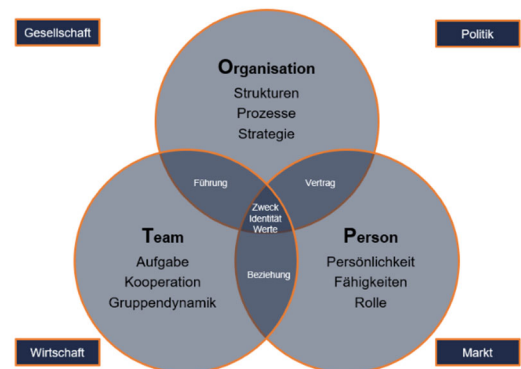 Gesellschaft
Politik
Organisation
Strukturen
Prozesse
Strategie
Führung
Vertrag
Zweck
Identität
Werte
Team
Aufgabe
Kooperation
Gruppendynamik
Beziehung
Person
Persönlichkeit
Fähigkeiten
Rolle
Wirtschaft
Markt